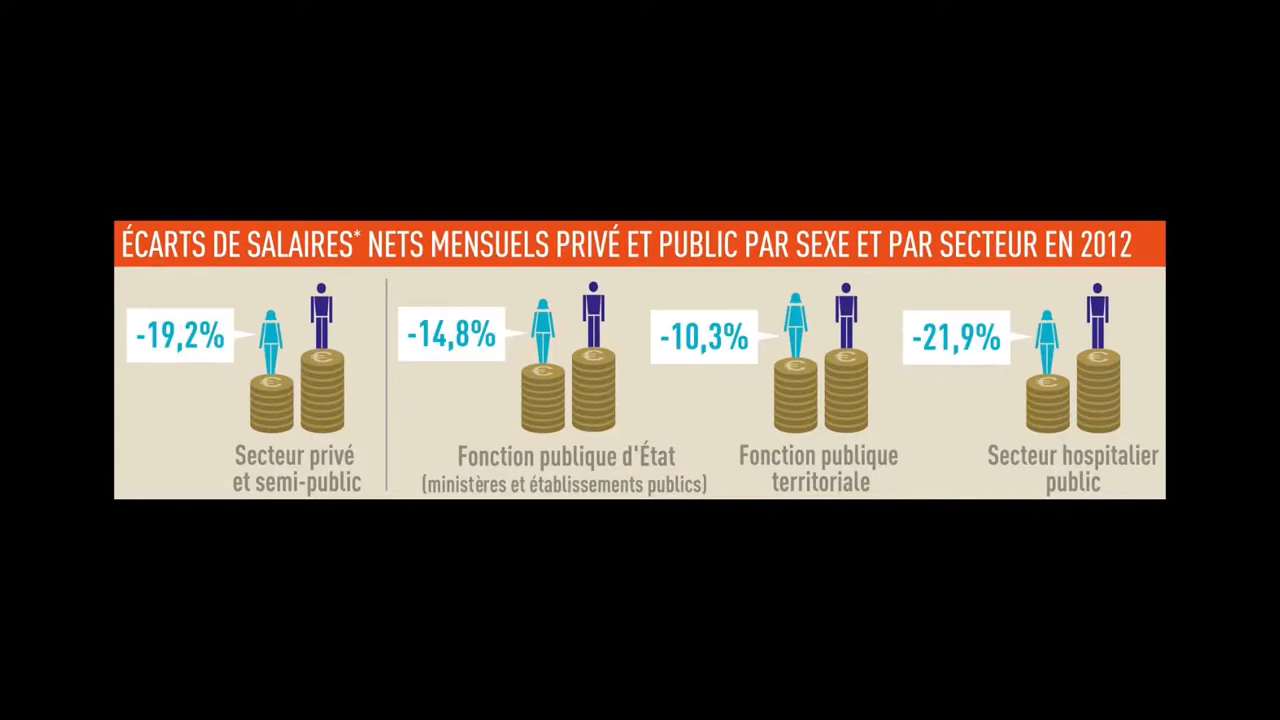 ÉCARTS DE SALAIRES* NETS MENSUELS PRIVÉ ET PUBLIC PAR SEXE ET PAR SECTEUR EN 2012
-19,2%
€
Secteur privé
et semi-public
-14,8%
€
€
Fonction publique d'État
(ministères et établissements publics)
-10,3%
€
€
Fonction publique
territoriale
-21,9%
€
€
Secteur hospitalier
public